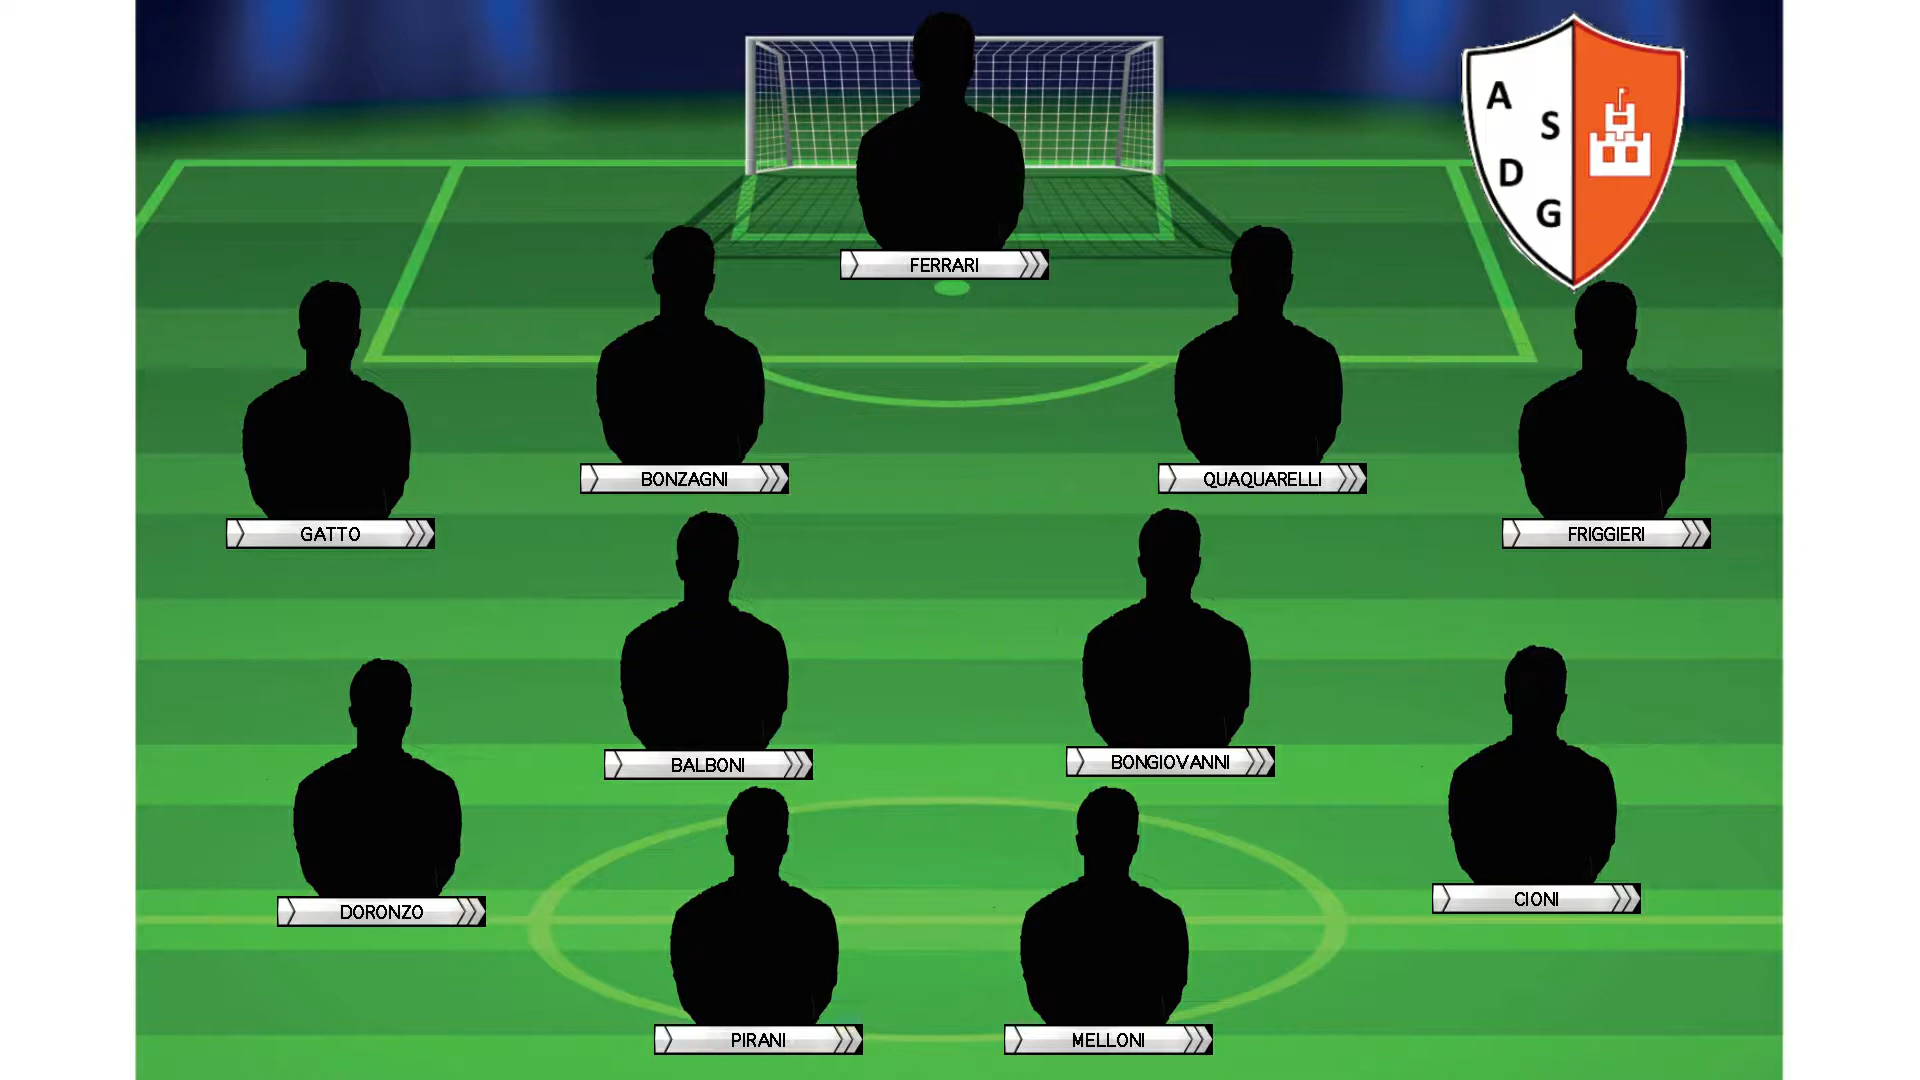 A
S
D
G
FERRARI
BONZAGNI
QUAQUARELLI
GATTO
FRIGGIERI
BALBONI
BONGIOVANNI
DORONZO
CIONI
PIRANI
MELLONI